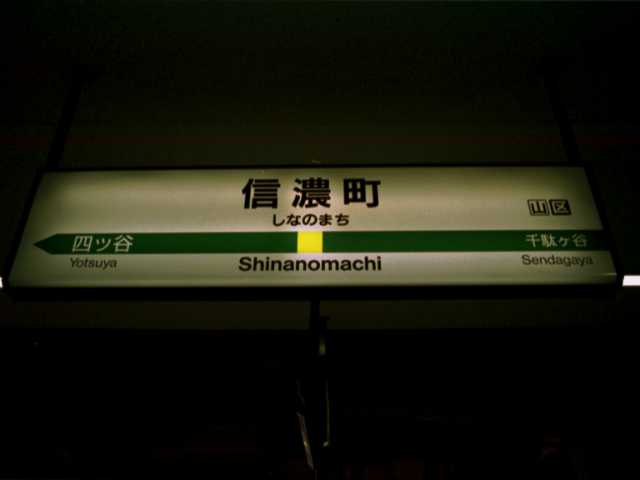 信濃町
しなのまち
山区
四ツ谷
千駄ヶ谷
Yotsuya
Shinanomachi
Sendagaya